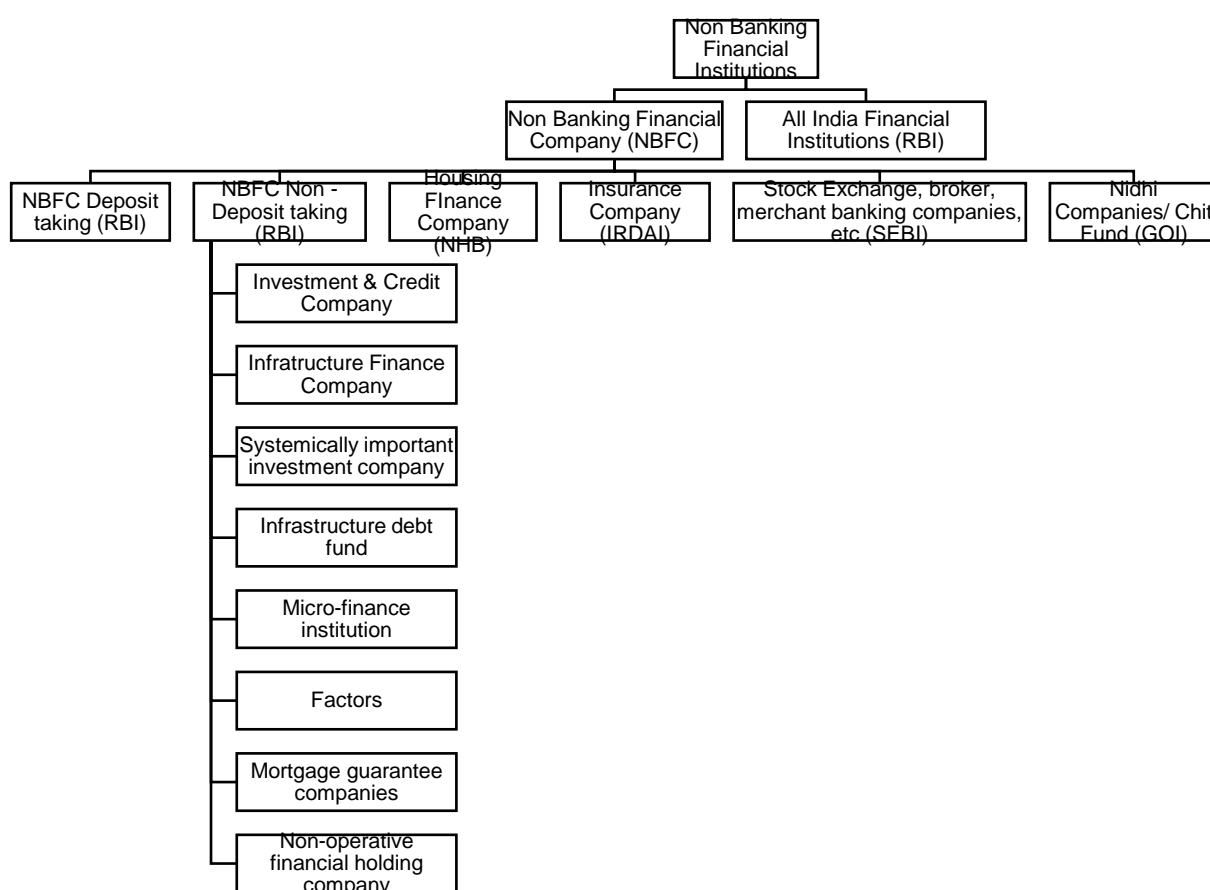 Non Banking
Financial
Institutions
Non Banking Financial
Company (NBFC)
All India Financial
Institutions (RBI)
NBFC Deposit
taking (RBI)
NBFC Non -
Deposit taking
(RBI)
Housing
FInance
Company
(NHB)
Insurance
Company
(IRDAI)
Stock Exchange, broker,
merchant banking companies,
etc (SEBI)
Nidhi
Companies/ Chit
Fund (GOI)
Investment & Credit
Company
Infratructure Finance
Company
Systemically important
investment company
Infrastructure debt
fund
Micro-finance
institution
Factors
Mortgage guarantee
companies
Non-operative
financial holding
company